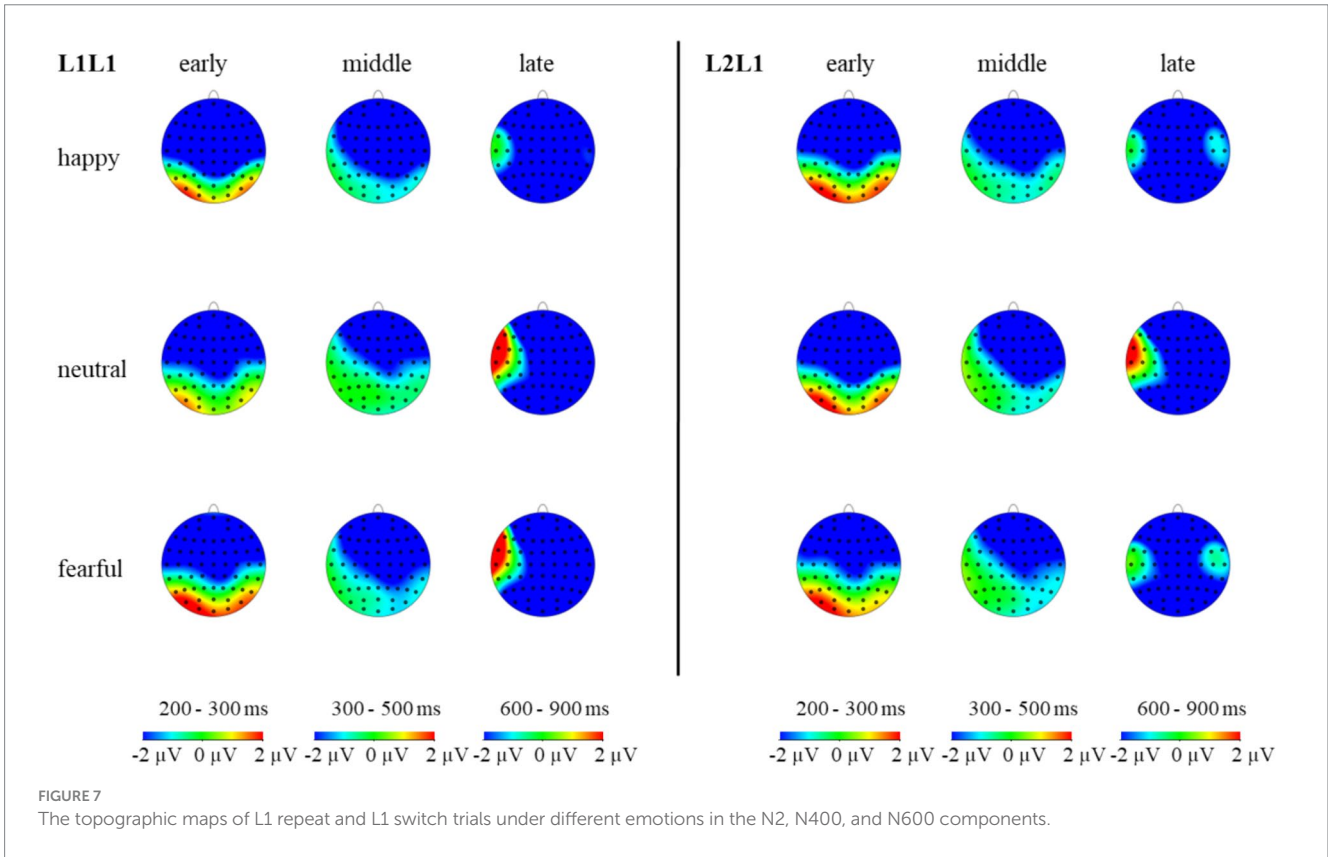 L1L1 early middle late L2L1 early middle late
happy
neutral
fearful
200 - 300 ms 300 - 500 ms 600 - 900 ms 200 - 300 ms 300 - 500 ms 600 - 900 ms
-2 µV 0 µV 2 µV -2 µV 0 µV 2 µV -2 µV 0 µV 2 µV -2 µV 0 µV 2 µV -2 µV 0 µV 2 µV -2 µV 0 µV 2 µV
FIGURE 7
The topographic maps of L1 repeat and L1 switch trials under different emotions in the N2, N400, and N600 components.